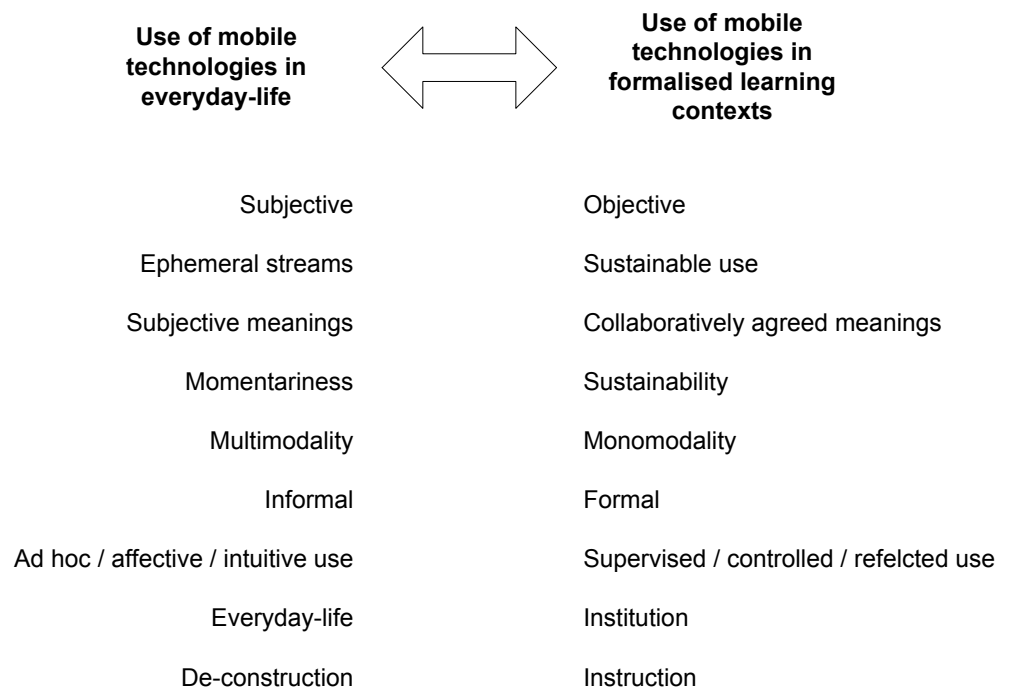 Use of mobile
technologies in
everyday-life
Use of mobile
technologies in
formalised learning
contexts
Subjective Objective
Ephemeral streams Sustainable use
Subjective meanings Collaboratively agreed meanings
Momentariness Sustainability
Multimodality Monomodality
Informal Formal
Ad hoc / affective / intuitive use Supervised / controlled / refelcted use
Everyday-life Institution
De-construction Instruction